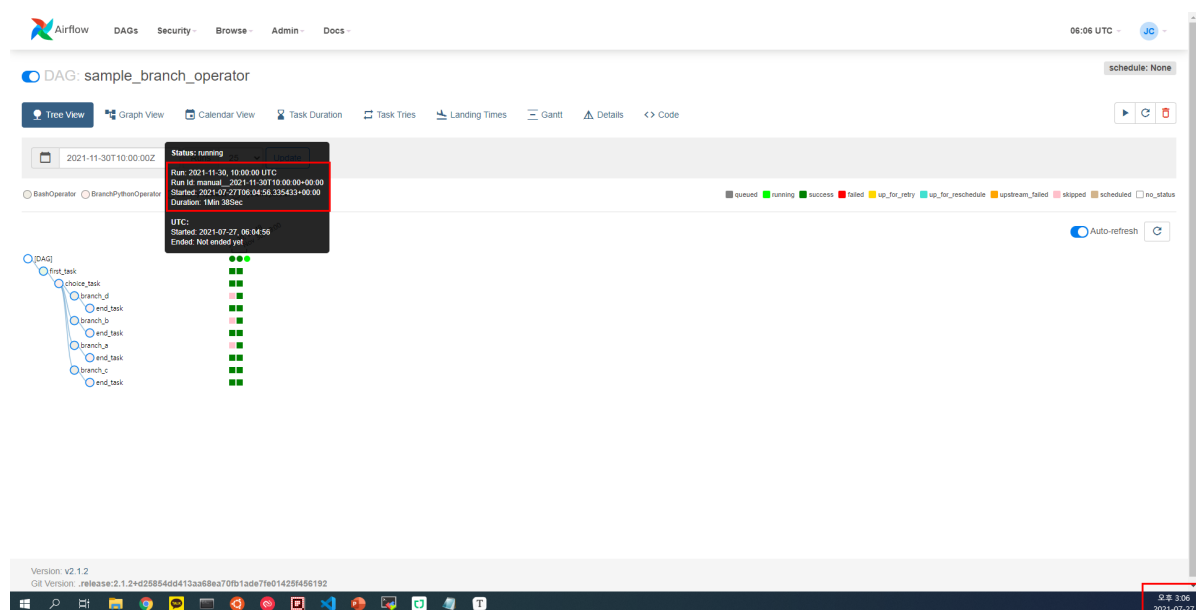 Airflow DAGs Security Browse Admin Docs 06:06 UTC JC
schedule: None
DAG: sample_branch_operator
Tree View Graph View Calendar View Task Duration Task Tries Landing Times Gantt Details <> Code
2021-11-30T10:00:00Z 25 Update
Status: running
Run: 2021-11-30, 10:00:00 UTC
Run Id: manual__2021-11-30T10:00:00+00:00
Started: 2021-07-27T06:04:56.335433+00:00
Duration: 1Min 38Sec
UTC:
Started: 2021-07-27, 06:04:56
Ended: Not ended yet
BashOperator BranchPythonOperator
queued running success failed up_for_retry up_for_reschedule upstream_failed skipped scheduled no_status
Auto-refresh
[DAG]
first_task
choice_task
branch_d
end_task
branch_b
end_task
branch_a
end_task
branch_c
end_task
Version: v2.1.2
Git Version: .release:2.1.2+d25854dd413aa68ea70fb1ade7fe01425f456192
오후 3:06
2021-07-27